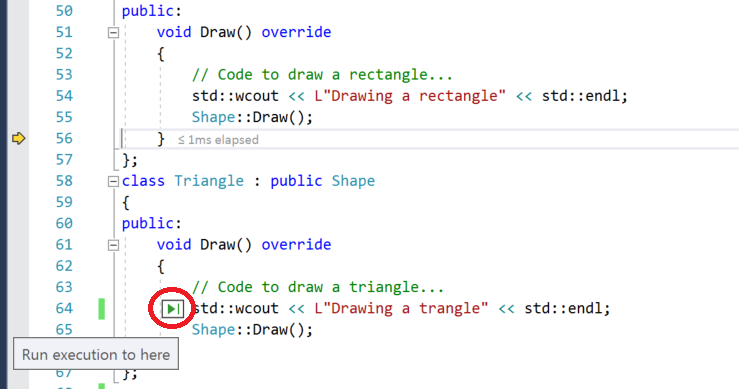 50 public:
51 void Draw() override
52 {
53 // Code to draw a rectangle...
54 std::wcout << L"Drawing a rectangle" << std::endl;
55 Shape::Draw();
56 } ≤ 1ms elapsed
57 };
58 class Triangle : public Shape
59 {
60 public:
61 void Draw() override
62 {
63 // Code to draw a triangle...
64 std::wcout << L"Drawing a trangle" << std::endl;
65 Shape::Draw();
Run execution to here
67 };